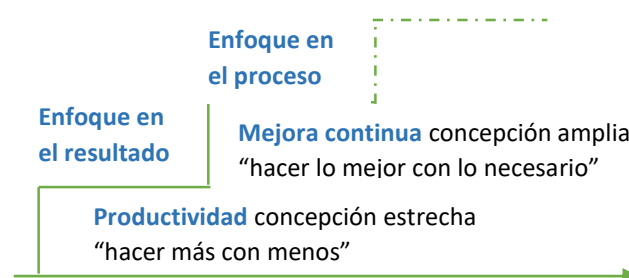 Enfoque en
el proceso
Enfoque en
el resultado
Mejora continua concepción amplia
“hacer lo mejor con lo necesario”
Productividad concepción estrecha
“hacer más con menos”